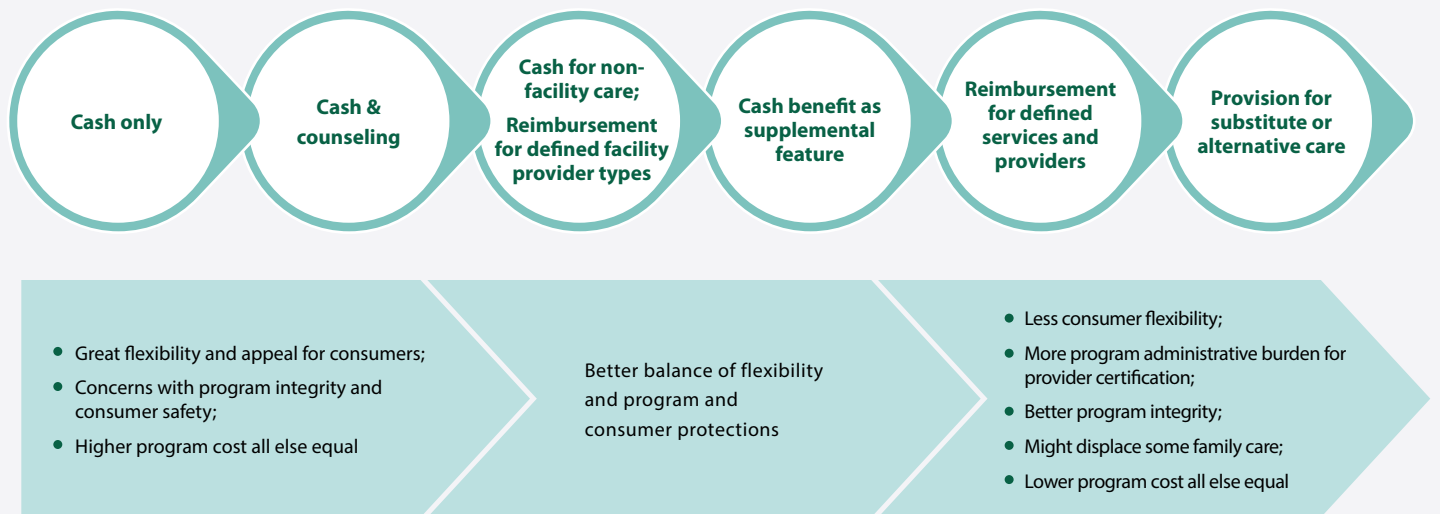 Cash only
Cash &
counseling
Cash for non-
facility care;
Reimbursement
for defined facility
provider types
Cash benefit as
supplemental
feature
Reimbursement
for defined
services and
providers
Provision for
substitute or
alternative care
• Great flexibility and appeal for consumers;
• Concerns with program integrity and
consumer safety;
• Higher program cost all else equal
Better balance of flexibility
and program and
consumer protections
• Less consumer flexibility;
• More program administrative burden for
provider certification;
• Better program integrity;
• Might displace some family care;
• Lower program cost all else equal